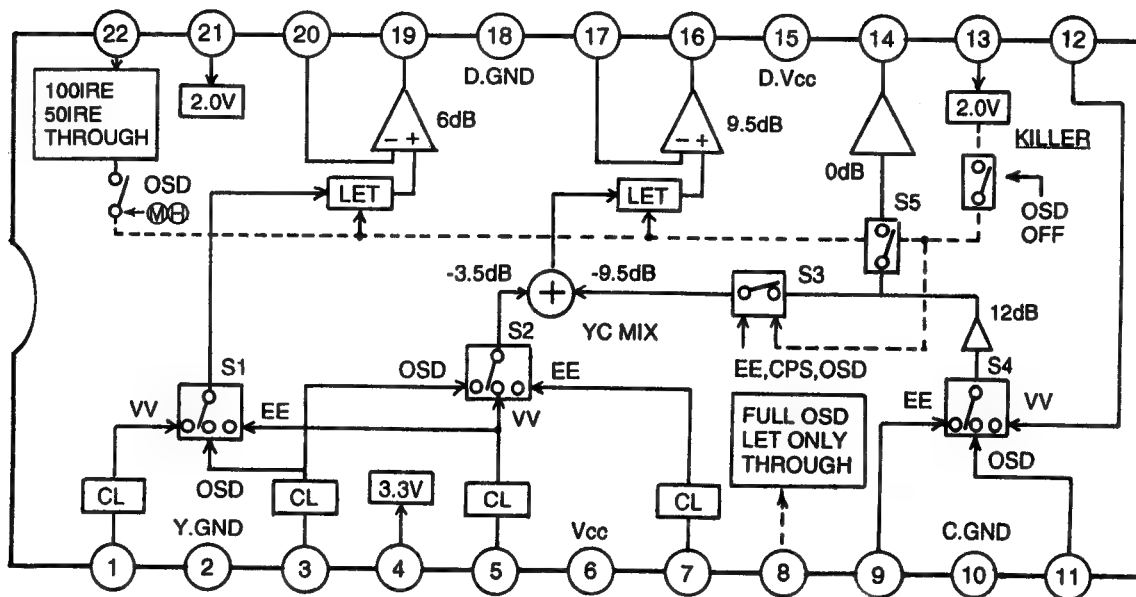 22 21 20 19 18 17 16 15 14 13 12
D.GND
D.Vcc
100IRE
50IRE
THROUGH
2.0V
6dB
9.5dB
0dB
2.0V
KILLER
OSD
MH
LET
LET
S5
OSD
OFF
-3.5dB
-9.5dB
YC MIX
S3
12dB
EE,CPS,OSD
S1
VV
EE
OSD
S2
OSD
EE
VV
S4
EE
VV
OSD
FULL OSD
LET ONLY
THROUGH
CL
CL
3.3V
CL
CL
Y.GND
Vcc
C.GND
1 2 3 4 5 6 7 8 9 10 11